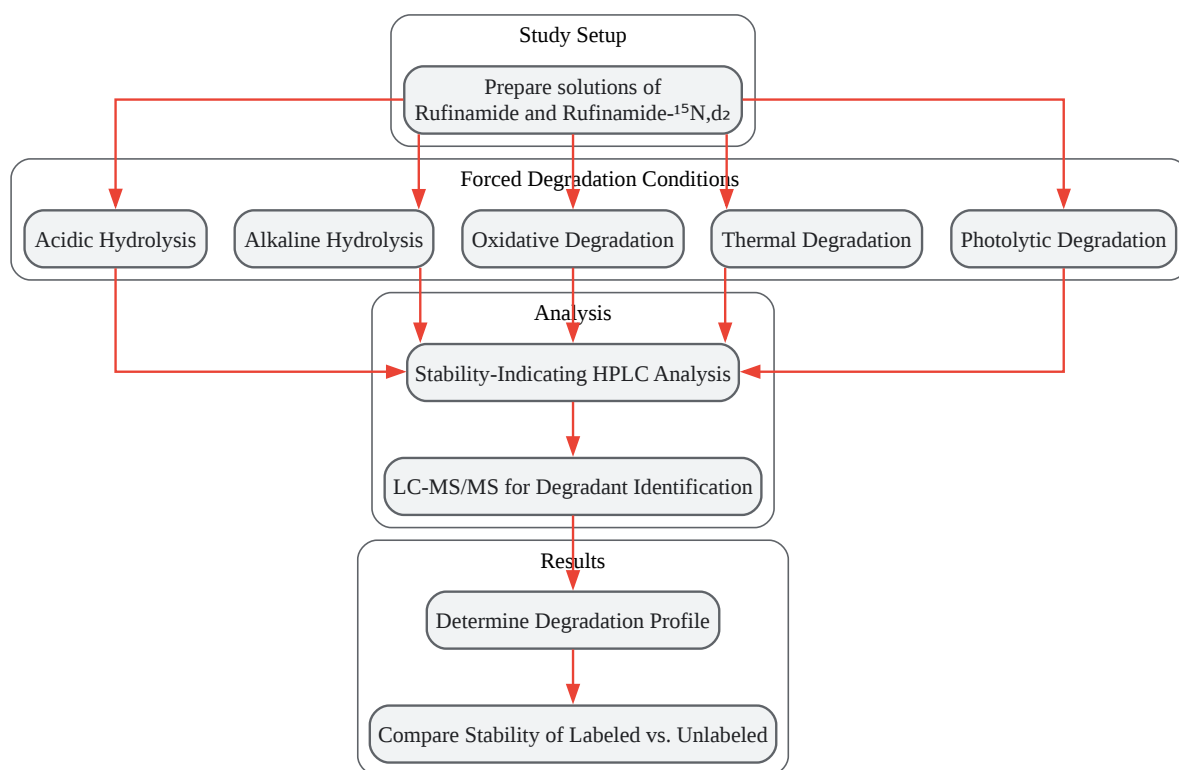 Study Setup
Prepare solutions of
Rufinamide and Rufinamide-¹⁵N,d₂
Forced Degradation Conditions
Acidic Hydrolysis
Alkaline Hydrolysis
Oxidative Degradation
Thermal Degradation
Photolytic Degradation
Analysis
Stability-Indicating HPLC Analysis
LC-MS/MS for Degradant Identification
Results
Determine Degradation Profile
Compare Stability of Labeled vs. Unlabeled